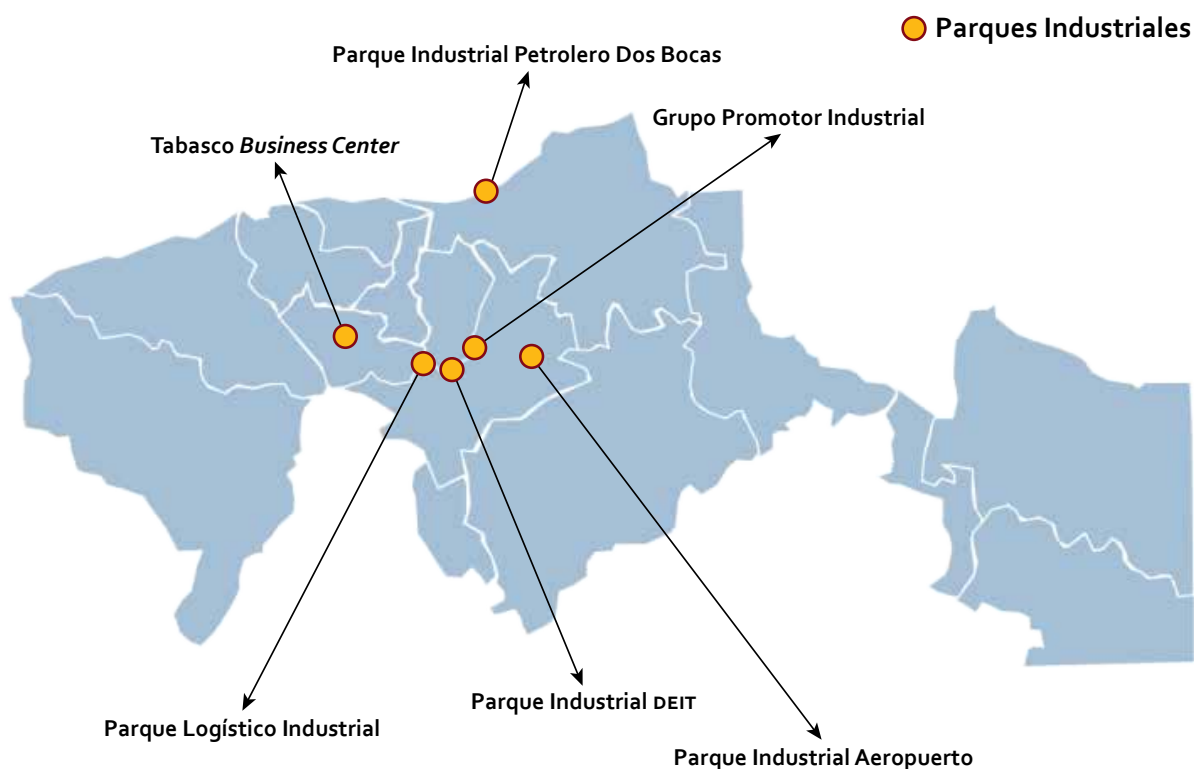 Parques Industriales
Parque Industrial Petrolero Dos Bocas
Grupo Promotor Industrial
Tabasco Business Center
Parque Industrial DEIT
Parque Logístico Industrial
Parque Industrial Aeropuerto